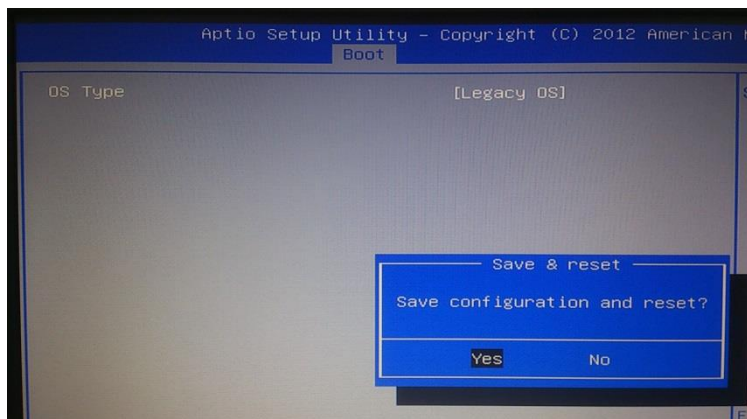 Aptio Setup Utility – Copyright (C) 2012 American
Boot
OS Type [Legacy OS]
Save & reset
Save configuration and reset?
Yes No